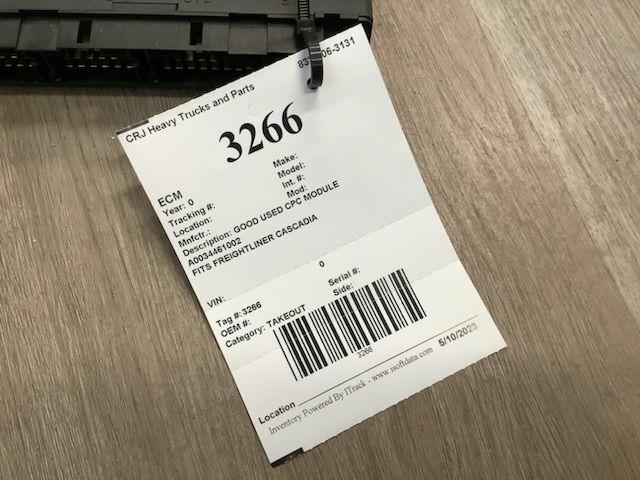 CRJ Heavy Trucks and Parts
06-3131
3266
ECM
Year: 0 Make:
Tracking #: Model:
Location: Int. #:
Mnfctr.: Mod:
Description: GOOD USED CPC MODULE
A0034461002
FITS FREIGHTLINER CASCADIA
VIN: 0
Tag #:3266 Serial #:
OEM #: Side:
Category: TAKEOUT
3266
Location
Inventory Powered By ITrack - www.isoftdata.com 5/10/2023